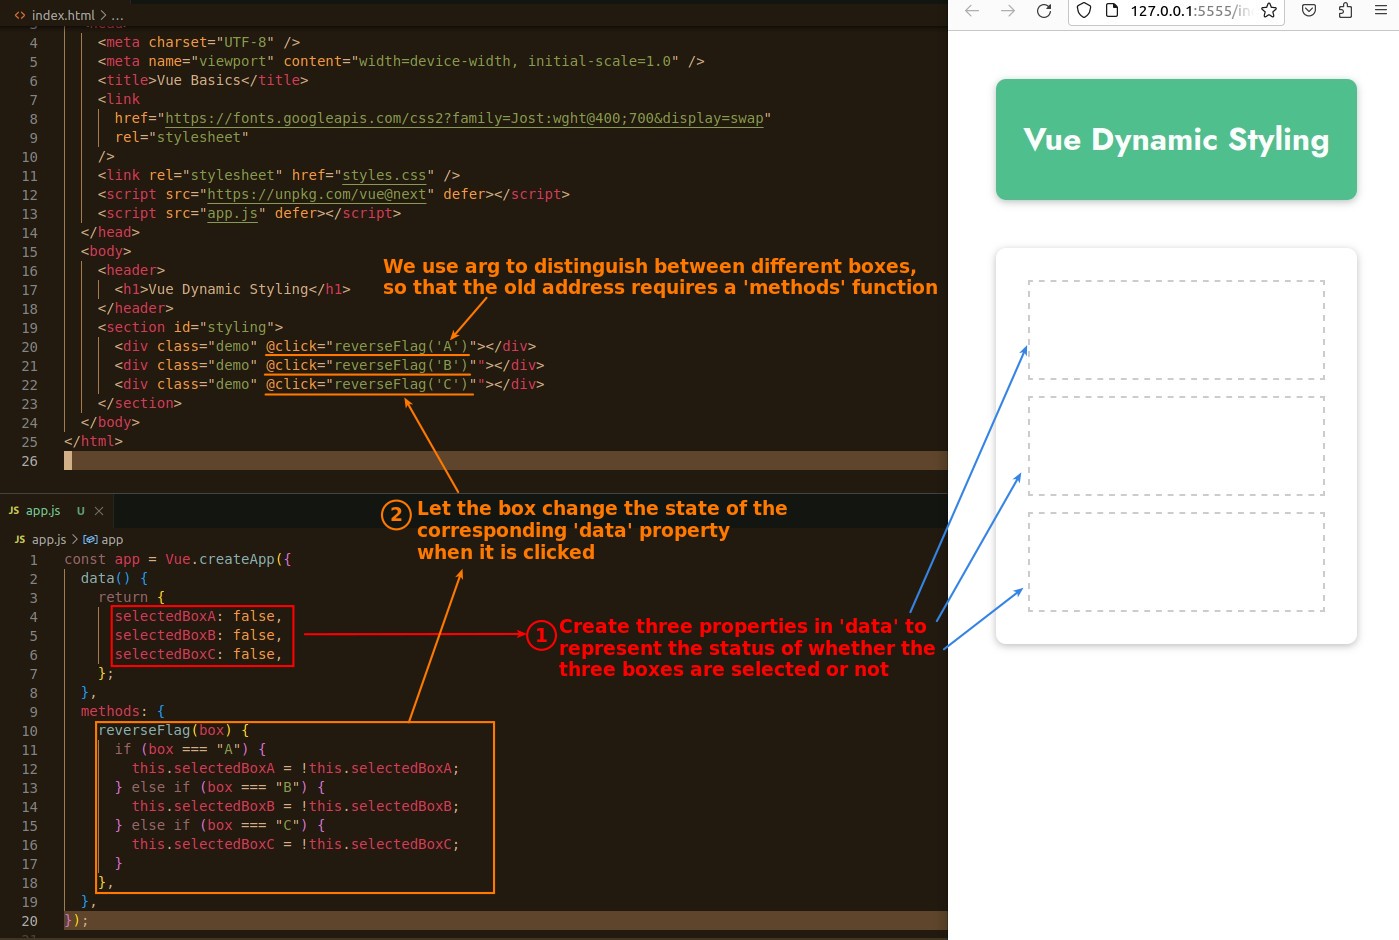 index.html > ...
4 <meta charset="UTF-8" />
5 <meta name="viewport" content="width=device-width, initial-scale=1.0" />
6 <title>Vue Basics</title>
7 <link
8 href="https://fonts.googleapis.com/css2?family=Jost:wght@400;700&display=swap"
9 rel="stylesheet"
10 />
11 <link rel="stylesheet" href="styles.css" />
12 <script src="https://unpkg.com/vue@next" defer></script>
13 <script src="app.js" defer></script>
14 </head>
15 <body>
16 <header>
17 <h1>Vue Dynamic Styling</h1>
18 </header>
19 <section id="styling">
20 <div class="demo" @click="reverseFlag('A')"></div>
21 <div class="demo" @click="reverseFlag('B')""></div>
22 <div class="demo" @click="reverseFlag('C')""></div>
23 </section>
24 </body>
25 </html>
26
We use arg to distinguish between different boxes,
so that the old address requires a 'methods' function
2 Let the box change the state of the
corresponding 'data' property
when it is clicked
JS app.js U
JS app.js > app
1 const app = Vue.createApp({
2 data() {
3 return {
4 selectedBoxA: false,
5 selectedBoxB: false,
6 selectedBoxC: false,
7 };
8 },
9 methods: {
10 reverseFlag(box) {
11 if (box === "A") {
12 this.selectedBoxA = !this.selectedBoxA;
13 } else if (box === "B") {
14 this.selectedBoxB = !this.selectedBoxB;
15 } else if (box === "C") {
16 this.selectedBoxC = !this.selectedBoxC;
17 }
18 },
19 },
20 });
1 Create three properties in 'data' to
represent the status of whether the
three boxes are selected or not
127.0.0.1:5555/in
Vue Dynamic Styling